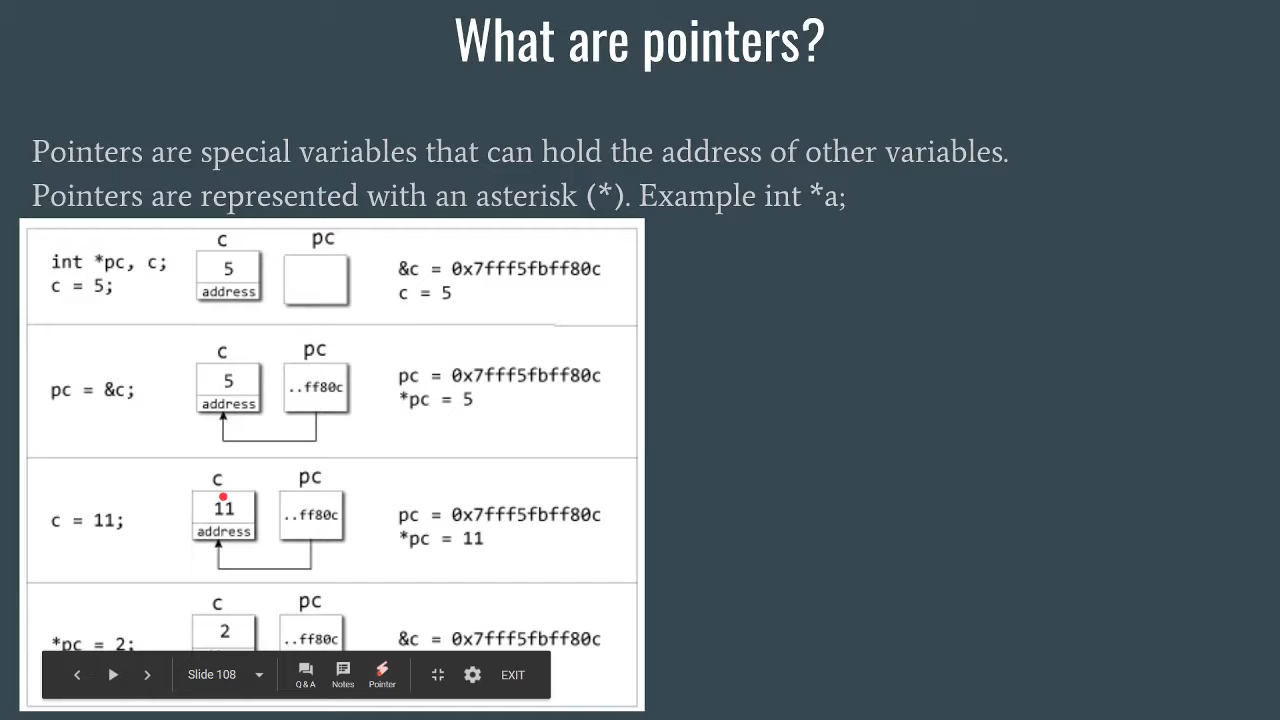 What are pointers?
Pointers are special variables that can hold the address of other variables.
Pointers are represented with an asterisk (*). Example int *a;
c pc
int *pc, c;
c = 5;
5
address
&c = 0x7fff5fbff80c
c = 5
c pc
pc = &c;
5
address
..ff80c
pc = 0x7fff5fbff80c
*pc = 5
c pc
c = 11;
11
address
..ff80c
pc = 0x7fff5fbff80c
*pc = 11
c pc
*pc = 2;
2
..ff80c
&c = 0x7fff5fbff80c
Slide 108
Q & A
Notes
Pointer
EXIT